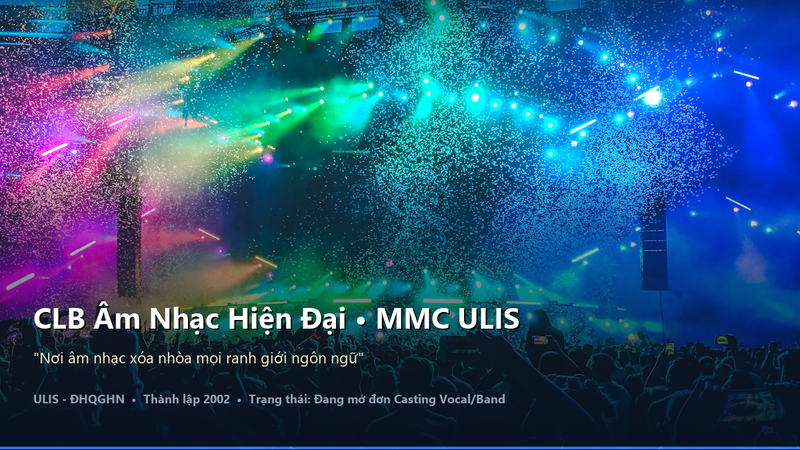 CLB Âm Nhạc Hiện Đại • MMC ULIS
"Nơi âm nhạc xóa nhòa mọi ranh giới ngôn ngữ"
ULIS - ĐHQGHN • Thành lập 2002 • Trạng thái: Đang mở đơn Casting Vocal/Band